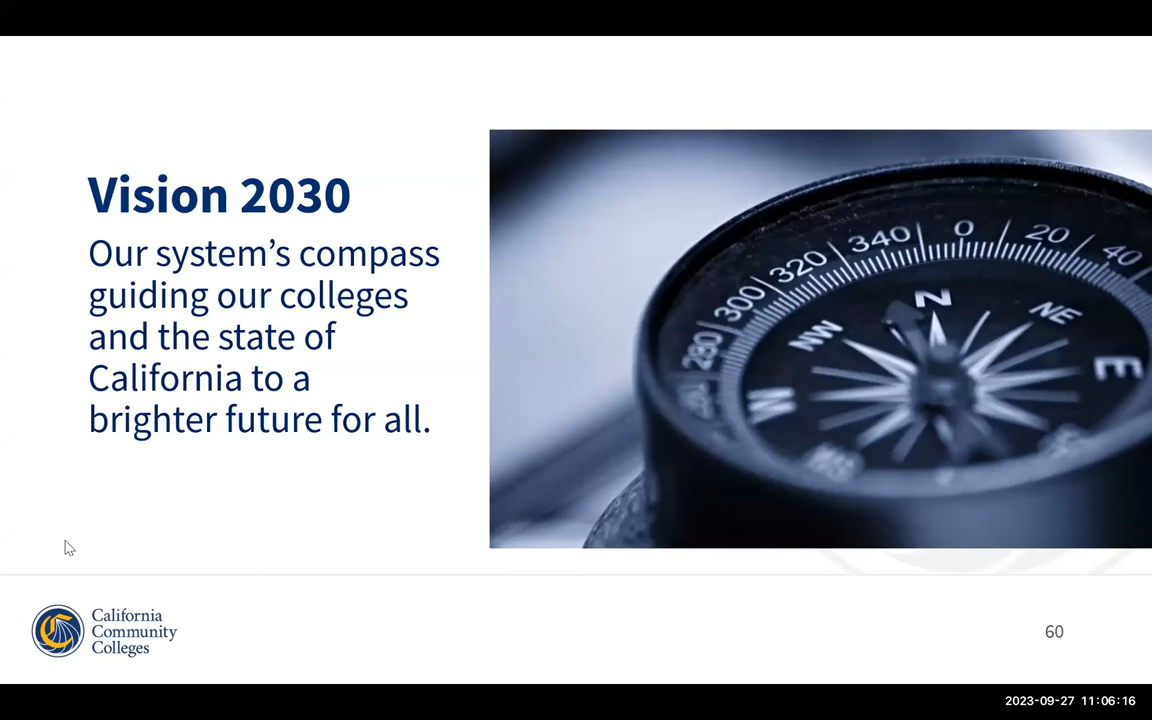 Vision 2030
Our system's compass
guiding our colleges
and the state of
California to a
brighter future for all.
280 300 320 340 0 20 40
NW N NE
W E
California
Community
Colleges
60
2023-09-27 11:06:16